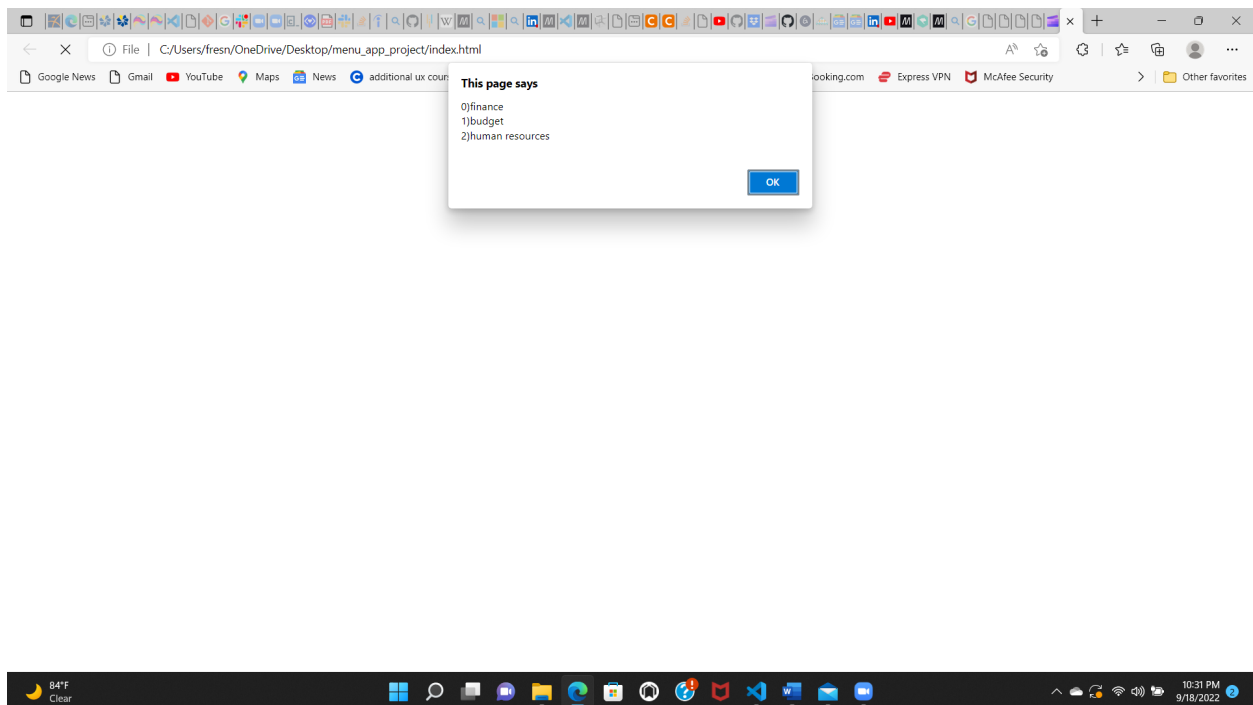 File | C:/Users/fresn/OneDrive/Desktop/menu_app_project/index.html
Google News Gmail YouTube Maps News additional ux cour ooking.com Express VPN McAfee Security Other favorites
This page says
0)finance
1)budget
2)human resources
OK
84°F
Clear
10:31 PM
9/18/2022
2